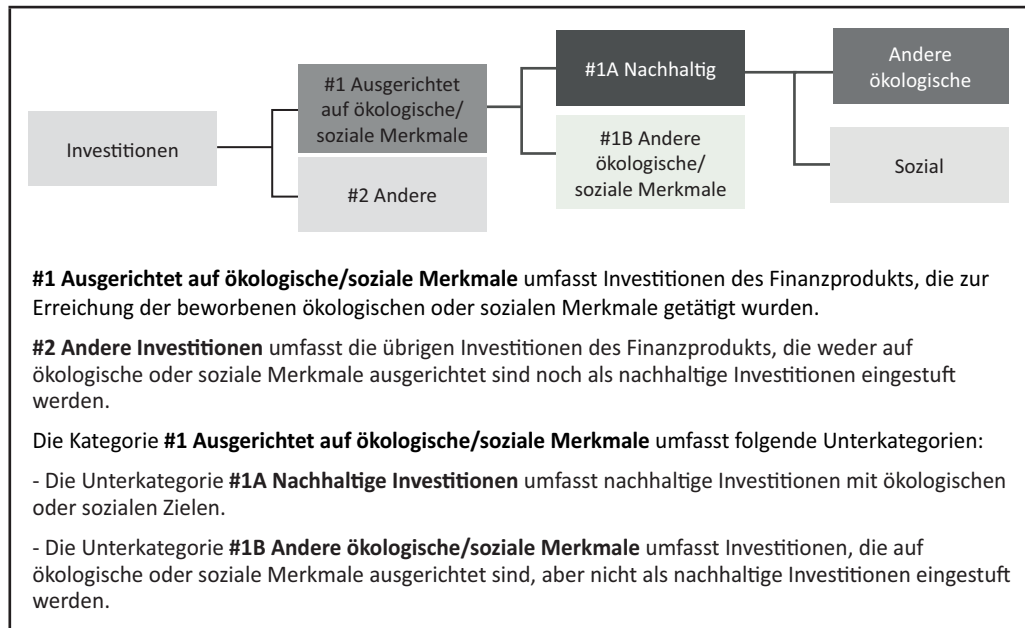 Investitionen
#1 Ausgerichtet
auf ökologische/
soziale Merkmale
#2 Andere
#1A Nachhaltig
#1B Andere
ökologische/
soziale Merkmale
Andere
ökologische
Sozial
#1 Ausgerichtet auf ökologische/soziale Merkmale umfasst Investitionen des Finanzprodukts, die zur
Erreichung der beworbenen ökologischen oder sozialen Merkmale getätigt wurden.
#2 Andere Investitionen umfasst die übrigen Investitionen des Finanzprodukts, die weder auf
ökologische oder soziale Merkmale ausgerichtet sind noch als nachhaltige Investitionen eingestuft
werden.
Die Kategorie #1 Ausgerichtet auf ökologische/soziale Merkmale umfasst folgende Unterkategorien:
- Die Unterkategorie #1A Nachhaltige Investitionen umfasst nachhaltige Investitionen mit ökologischen
oder sozialen Zielen.
- Die Unterkategorie #1B Andere ökologische/soziale Merkmale umfasst Investitionen, die auf
ökologische oder soziale Merkmale ausgerichtet sind, aber nicht als nachhaltige Investitionen eingestuft
werden.